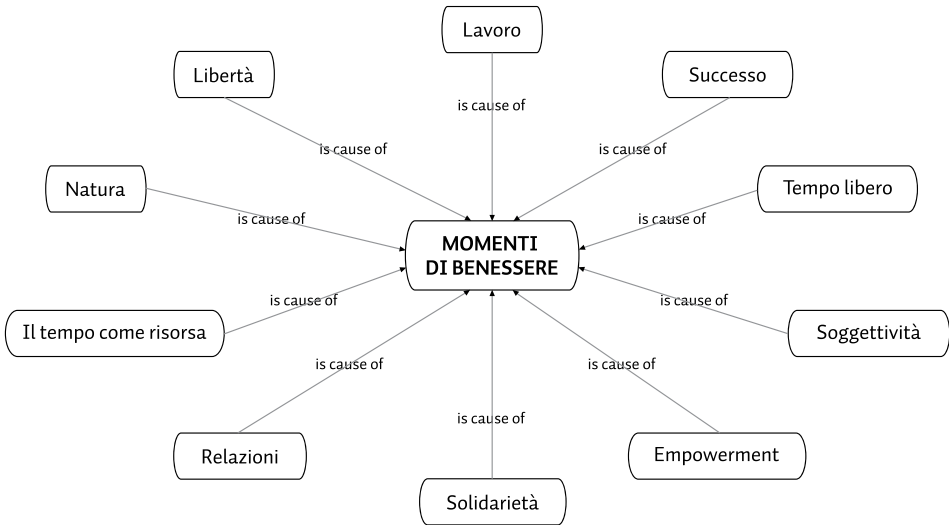 Lavoro
Libertà
Successo
is cause of
is cause of
is cause of
Natura
Tempo libero
is cause of
is cause of
MOMENTI
DI BENESSERE
is cause of
is cause of
Il tempo come risorsa
Soggettività
is cause of
is cause of
is cause of
Relazioni
Empowerment
Solidarietà